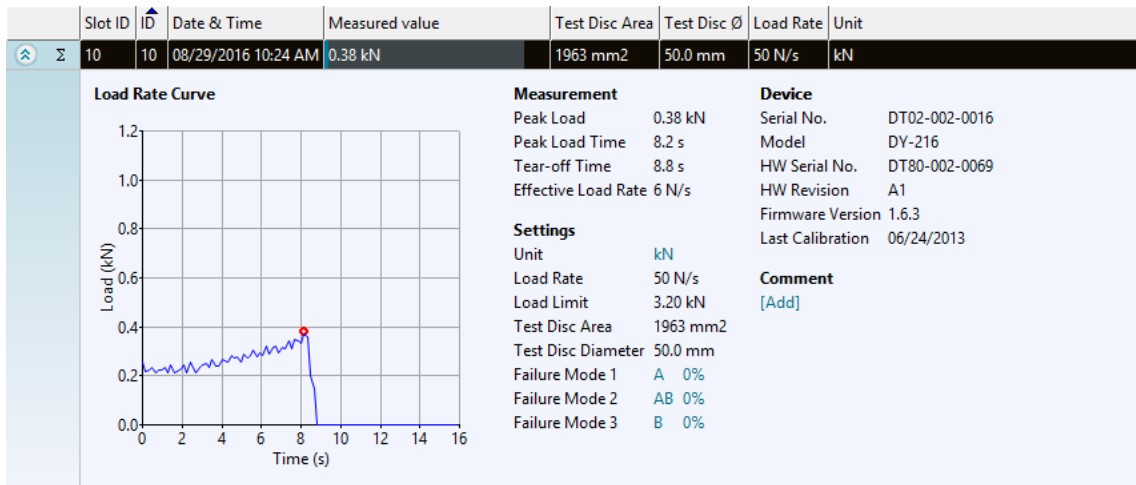 Slot ID ID Date & Time Measured value Test Disc Area Test Disc Ø Load Rate Unit
Σ 10 10 08/29/2016 10:24 AM 0.38 kN 1963 mm2 50.0 mm 50 N/s kN
Load Rate Curve
1.2
1.0
0.8
0.6
0.4
0.2
0.0
Load (kN)
0 2 4 6 8 10 12 14 16
Time (s)
Measurement
Peak Load 0.38 kN
Peak Load Time 8.2 s
Tear-off Time 8.8 s
Effective Load Rate 6 N/s
Settings
Unit kN
Load Rate 50 N/s
Load Limit 3.20 kN
Test Disc Area 1963 mm2
Test Disc Diameter 50.0 mm
Failure Mode 1 A 0%
Failure Mode 2 AB 0%
Failure Mode 3 B 0%
Device
Serial No. DT02-002-0016
Model DY-216
HW Serial No. DT80-002-0069
HW Revision A1
Firmware Version 1.6.3
Last Calibration 06/24/2013
Comment
[Add]